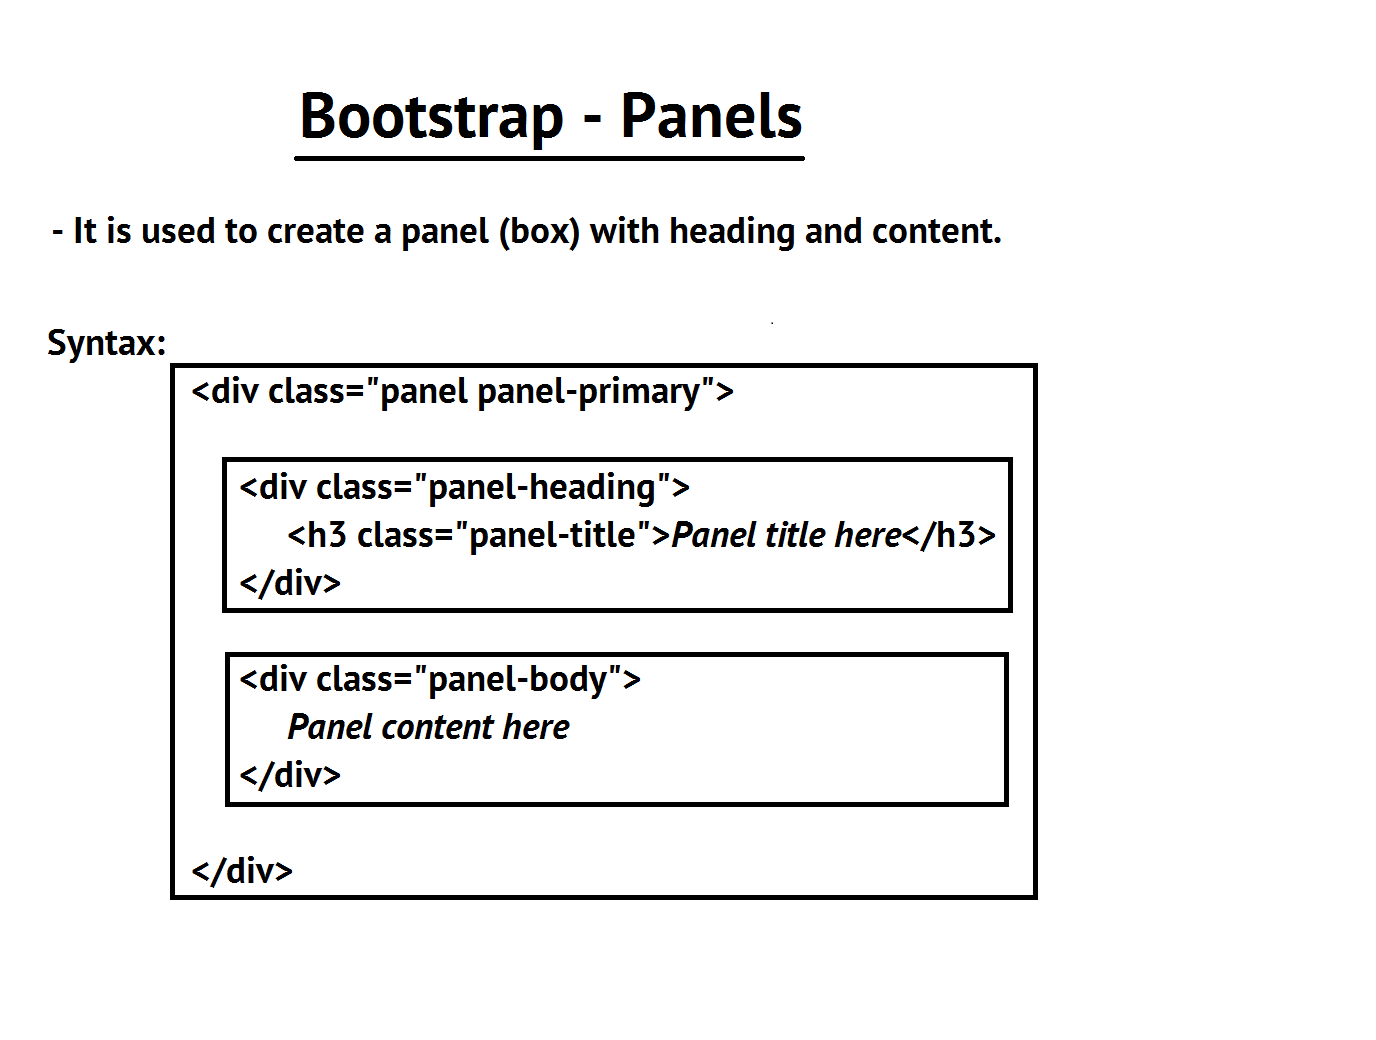 Bootstrap - Panels
- It is used to create a panel (box) with heading and content.
Syntax:
<div class="panel panel-primary">
<div class="panel-heading">
<h3 class="panel-title">Panel title here</h3>
</div>
<div class="panel-body">
Panel content here
</div>
</div>